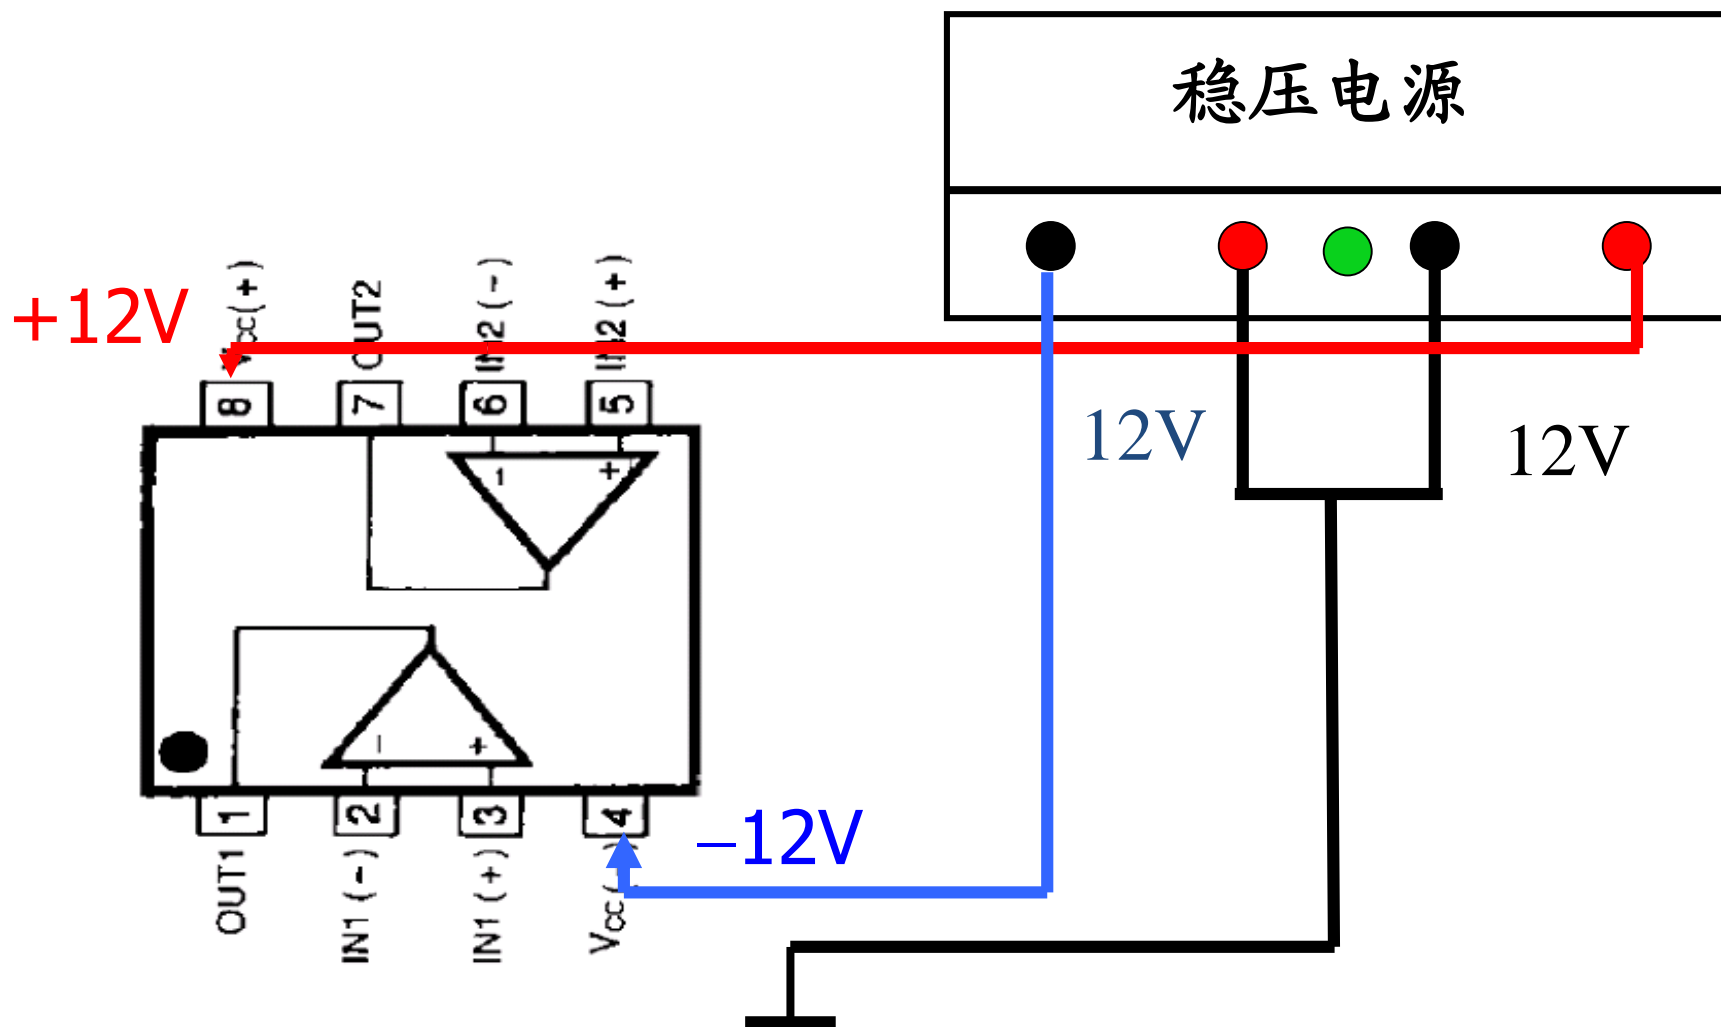 稳压电源
+12V
VCC(+)
OUT2
IN2(-)
IN2(+)
8
7
6
5
12V
12V
-
+
-
+
1
2
3
4
–12V
OUT1
IN1(-)
IN1(+)